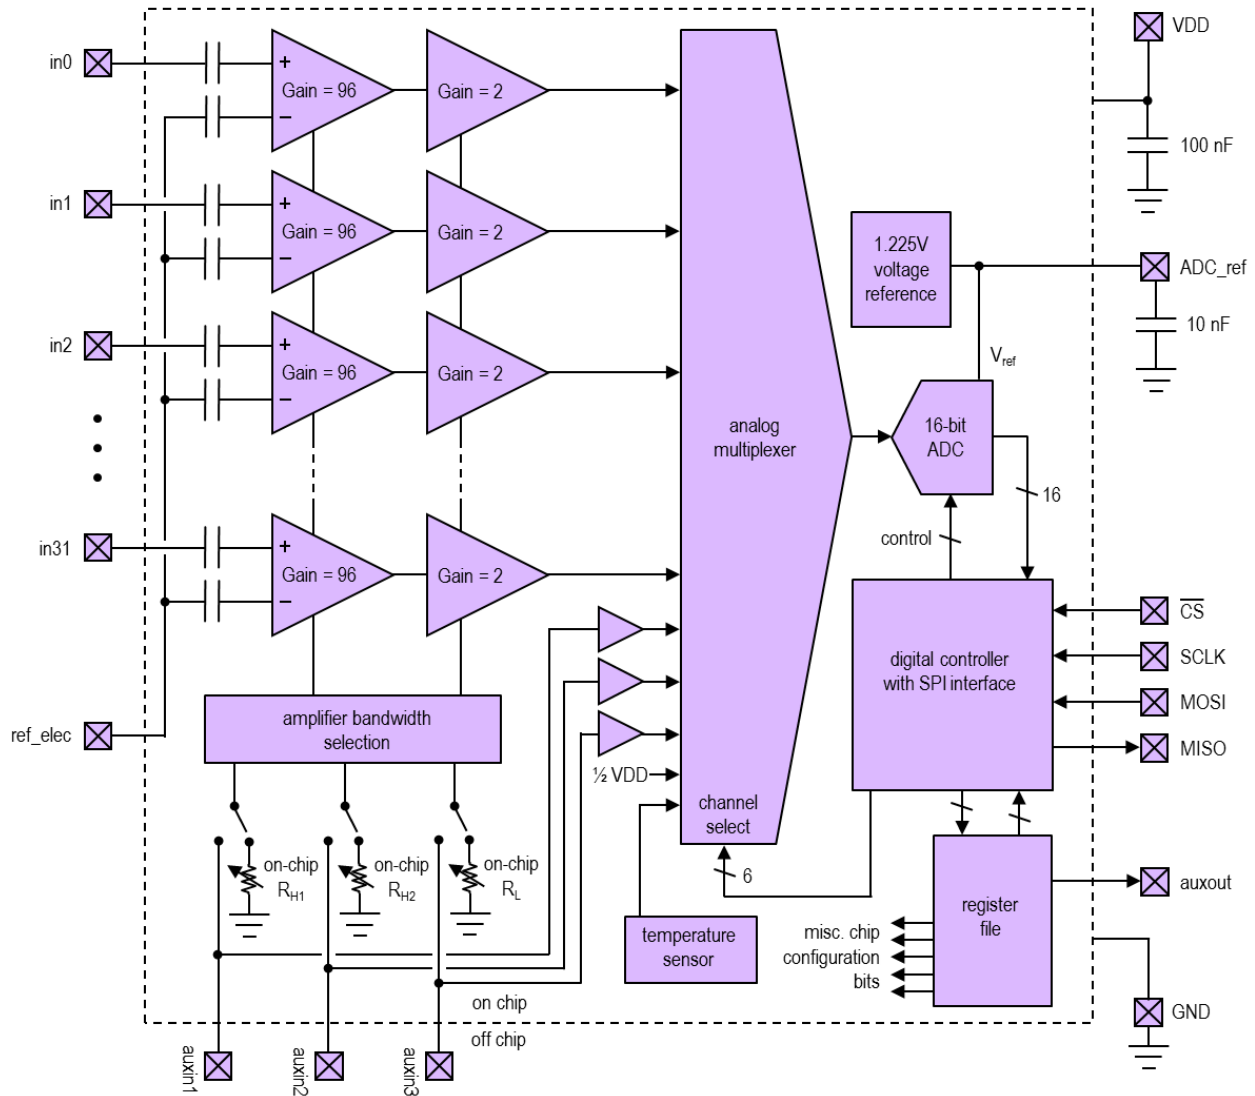 in0
+
Gain = 96
−
Gain = 2
in1
+
Gain = 96
−
Gain = 2
in2
+
Gain = 96
−
Gain = 2
in31
+
Gain = 96
−
Gain = 2
ref_elec
amplifier bandwidth
selection
on-chip
RH1
on-chip
RH2
on-chip
RL
auxin1
auxin2
auxin3
on chip
off chip
½ VDD
analog
multiplexer
channel
select
6
temperature
sensor
1.225V
voltage
reference
Vref
16-bit
ADC
16
control
digital controller
with SPI interface
register
file
misc. chip
configuration
bits
VDD
100 nF
ADC_ref
10 nF
C̅S̅
SCLK
MOSI
MISO
auxout
GND